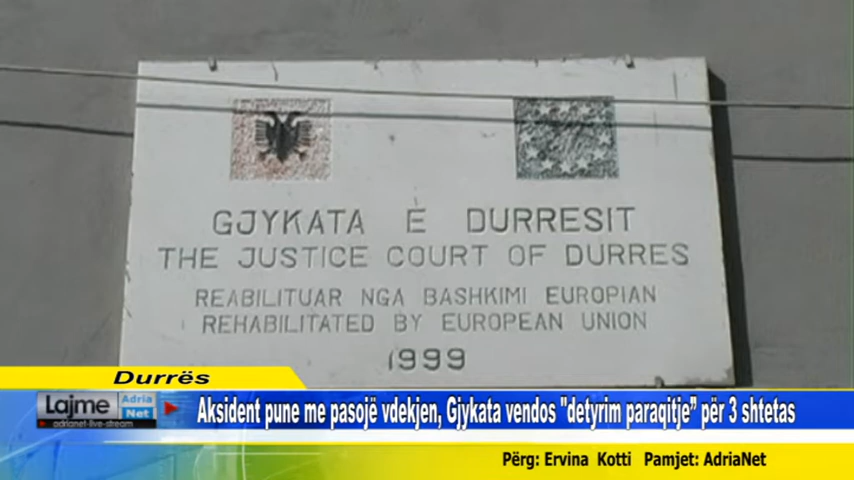 GJYKATA E DURRESIT
THE JUSTICE COURT OF DURRES
REABILITUAR NGA BASHKIMI EUROPIAN
REHABILITATED BY EUROPEAN UNION
1999
Durrës
Lajme Adria Net
adrianet-live-stream
Aksident pune me pasojë vdekjen, Gjykata vendos "detyrim paraqitje” për 3 shtetas
Përg: Ervina Kotti Pamjet: AdriaNet